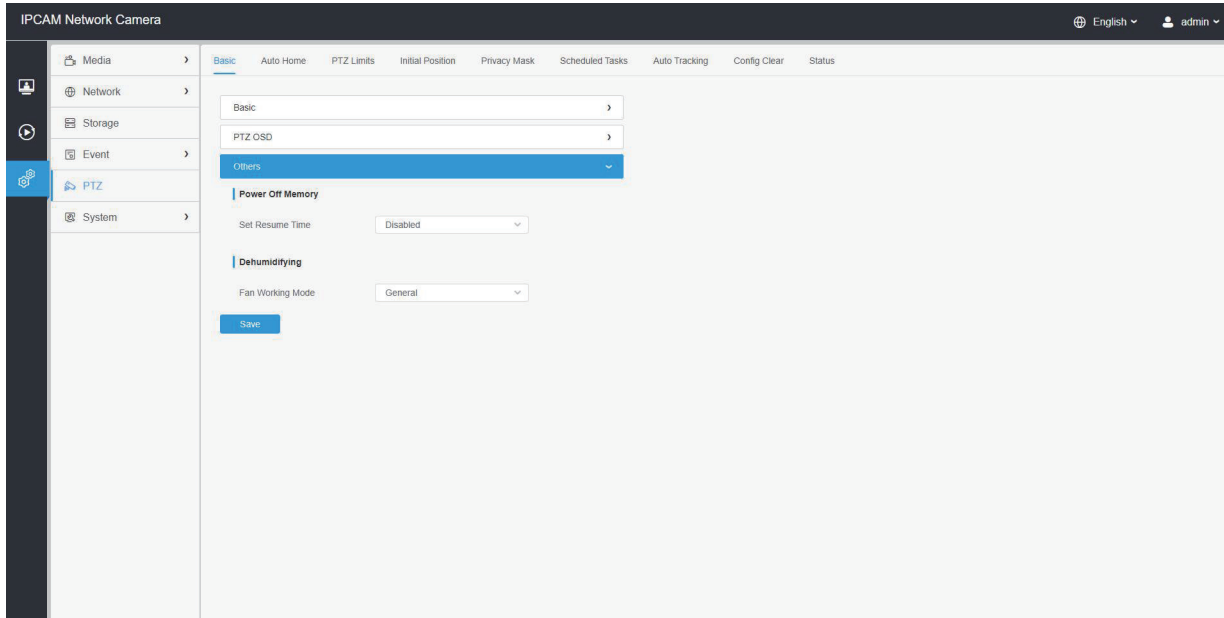 IPCAM Network Camera English admin
Media
Network
Storage
Event
PTZ
System
Basic Auto Home PTZ Limits Initial Position Privacy Mask Scheduled Tasks Auto Tracking Config Clear Status
Basic
PTZ OSD
Others
Power Off Memory
Set Resume Time Disabled
Dehumidifying
Fan Working Mode General
Save